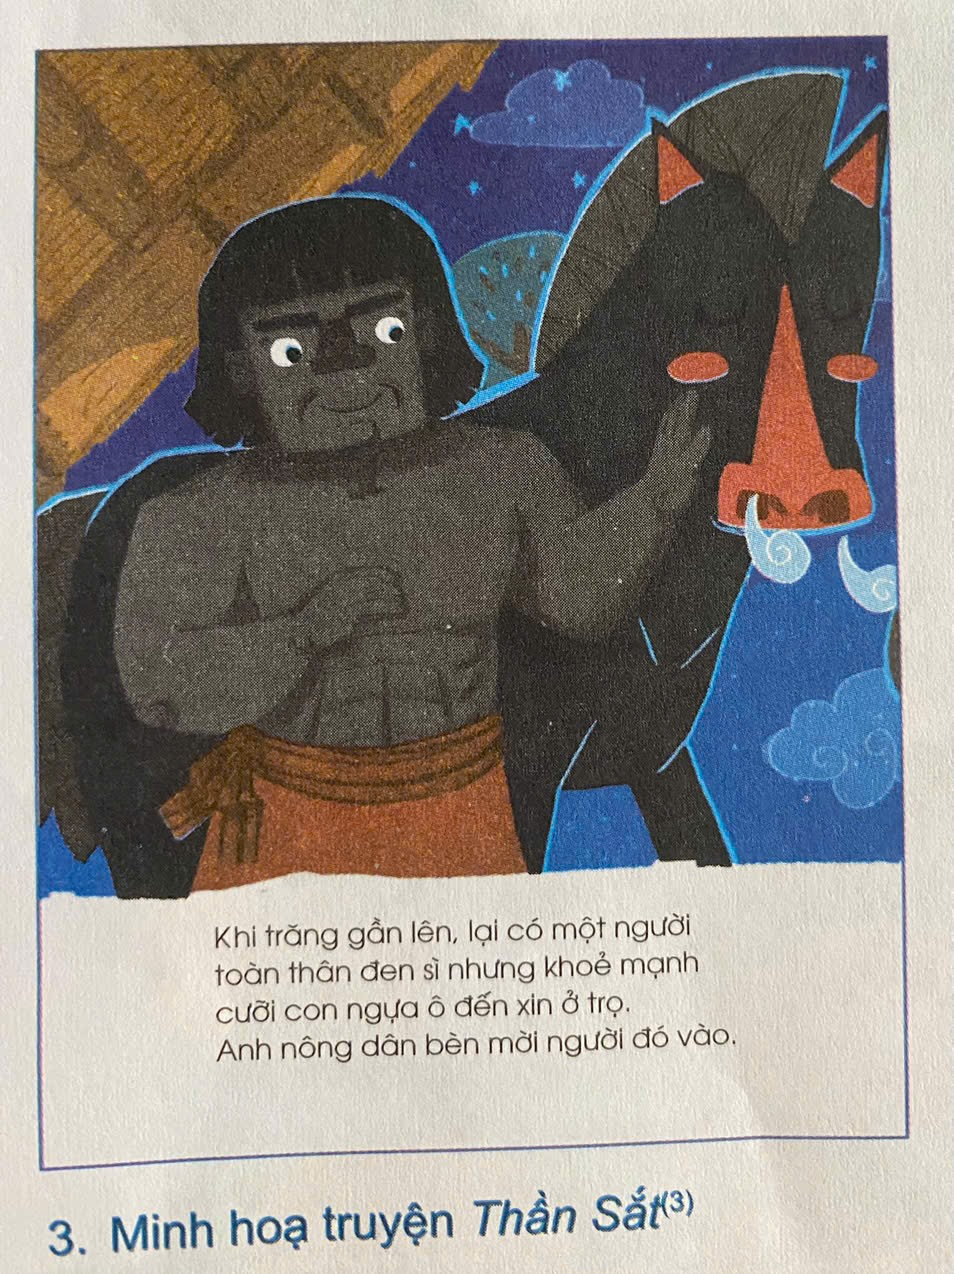 Khi trăng gần lên, lại có một người
toàn thân đen sì nhưng khoẻ mạnh
cưỡi con ngựa ô đến xin ở trọ.
Anh nông dân bèn mời người đó vào.
3. Minh hoạ truyện Thần Sắt⁽³⁾